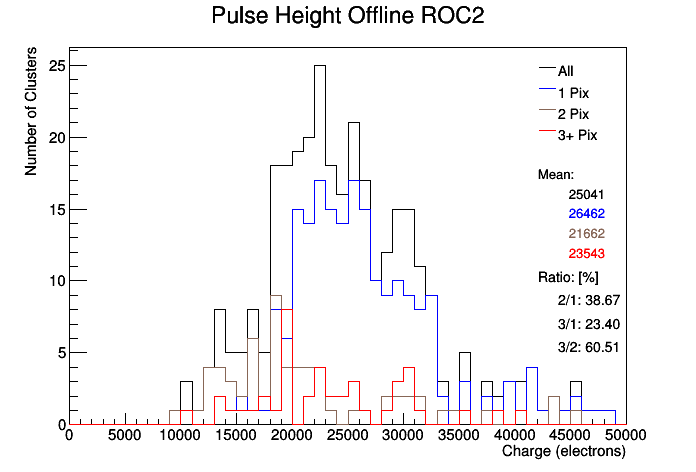 Pulse Height Offline ROC2
Number of Clusters
25
20
15
10
5
0
All
1 Pix
2 Pix
3+ Pix
Mean:
25041
26462
21662
23543
Ratio: [%]
2/1: 38.67
3/1: 23.40
3/2: 60.51
0 5000 10000 15000 20000 25000 30000 35000 40000 45000 50000
Charge (electrons)